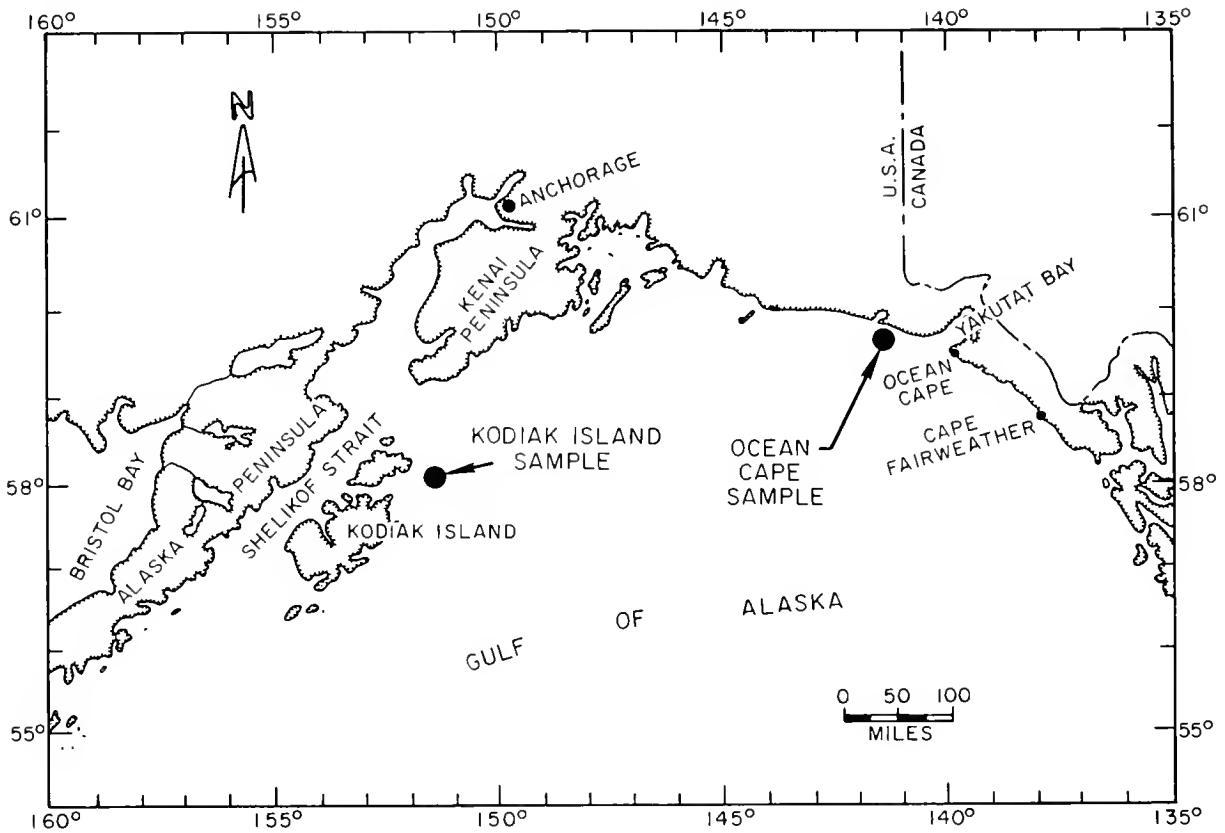 160°
155°
150°
145°
140°
135°
N
ANCHORAGE
61°
61°
U.S.A.
CANADA
KENAI
PENINSULA
YAKUTAT BAY
OCEAN
CAPE
CAPE
FAIRWEATHER
BRISTOL BAY
ALASKA
PENINSULA
SHELIKOF STRAIT
KODIAK ISLAND
SAMPLE
OCEAN
CAPE
SAMPLE
58°
58°
KODIAK ISLAND
GULF OF ALASKA
0 50 100
MILES
55°
55°
160°
155°
150°
145°
140°
135°